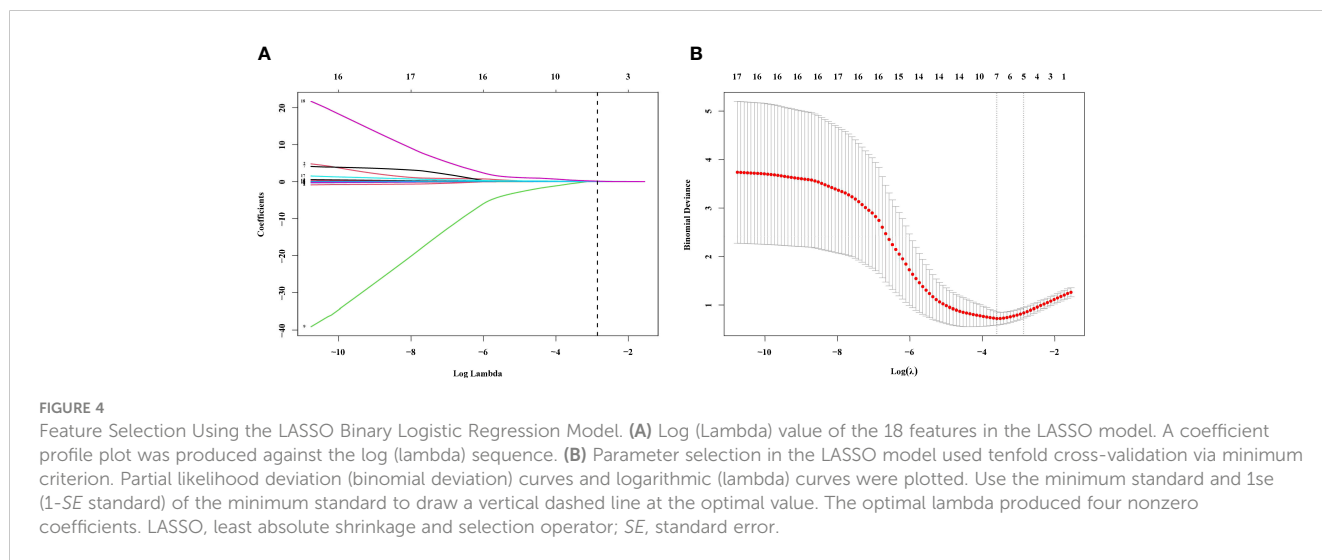 A
B
16 17 16 10 3
17 16 16 16 16 17 16 16 15 14 14 14 10 7 6 5 4 3 1
20
10
0
−10
−20
−30
−40
Coefficients
−10 −8 −6 −4 −2
Log Lambda
5
4
3
2
1
Binomial Deviance
−10 −8 −6 −4 −2
Log(λ)
FIGURE 4
Feature Selection Using the LASSO Binary Logistic Regression Model. (A) Log (Lambda) value of the 18 features in the LASSO model. A coefficient
profile plot was produced against the log (lambda) sequence. (B) Parameter selection in the LASSO model used tenfold cross-validation via minimum
criterion. Partial likelihood deviation (binomial deviation) curves and logarithmic (lambda) curves were plotted. Use the minimum standard and 1se
(1-SE standard) of the minimum standard to draw a vertical dashed line at the optimal value. The optimal lambda produced four nonzero
coefficients. LASSO, least absolute shrinkage and selection operator; SE, standard error.